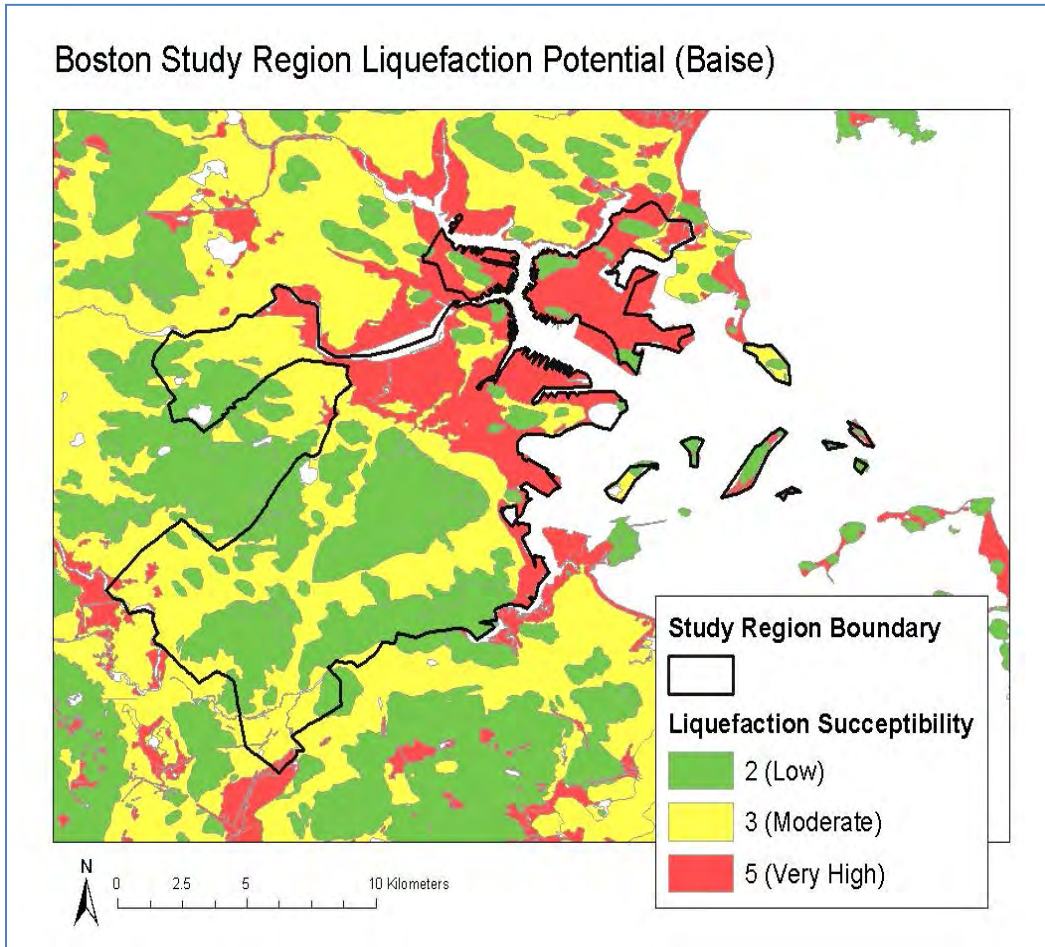 Boston Study Region Liquefaction Potential (Baise)
Study Region Boundary
Liquefaction Succeptibility
2 (Low)
3 (Moderate)
5 (Very High)
N
0 2.5 5 10 Kilometers